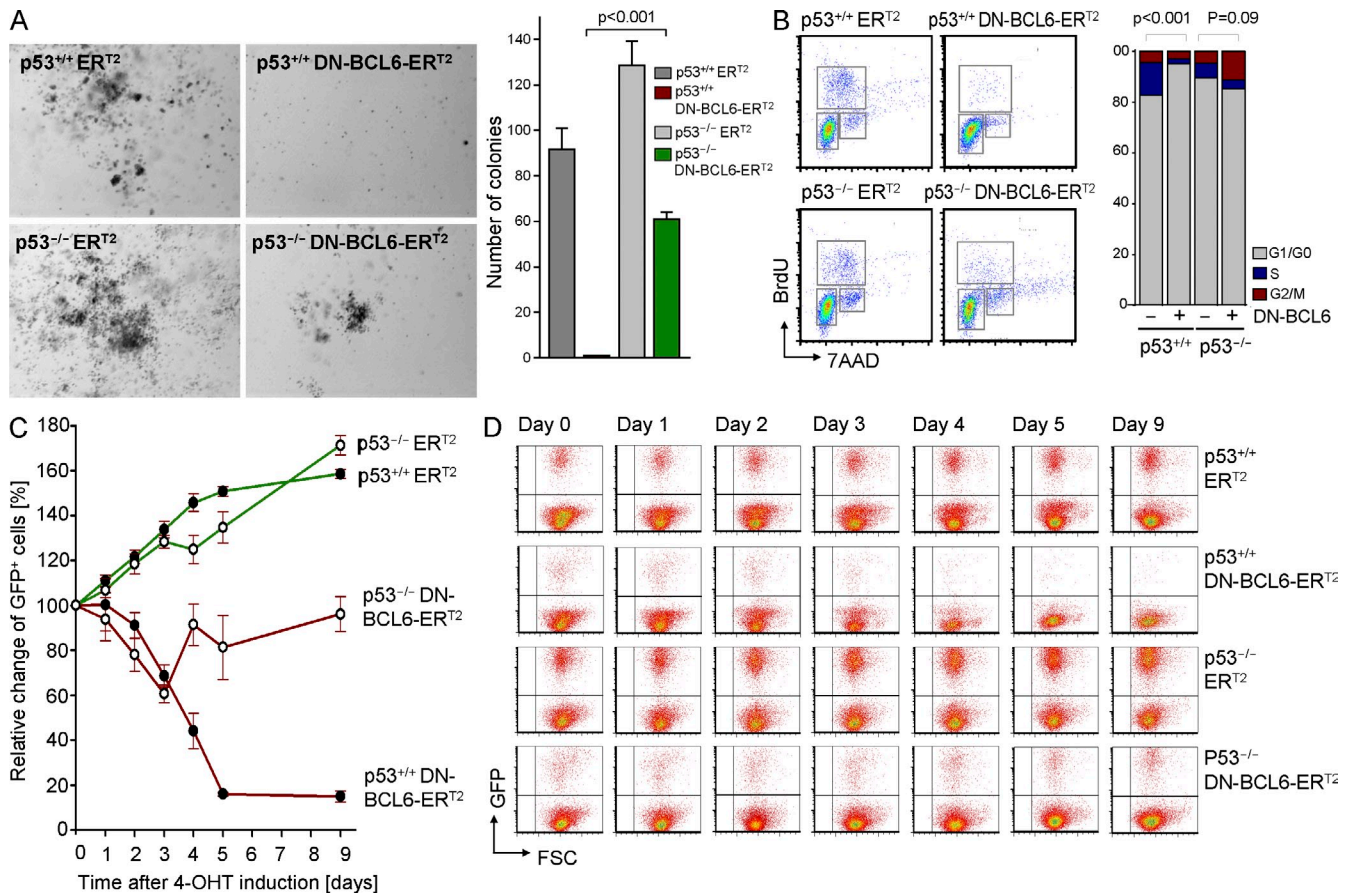 A
p53+/+ ERT2
p53+/+ DN-BCL6-ERT2
p53−/− ERT2
p53−/− DN-BCL6-ERT2
Number of colonies
140
120
100
80
60
40
20
0
p<0.001
p53+/+ ERT2
p53+/+
DN-BCL6-ERT2
p53−/− ERT2
p53−/−
DN-BCL6-ERT2
B
p53+/+ ERT2
p53+/+ DN-BCL6-ERT2
p53−/− ERT2
p53−/− DN-BCL6-ERT2
BrdU
7AAD
p<0.001
P=0.09
00
80
60
40
20
00
G1/G0
S
G2/M
− + − + DN-BCL6
p53+/+ p53−/−
C
Relative change of GFP+ cells [%]
180
160
140
120
100
80
60
40
20
0
p53−/− ERT2
p53+/+ ERT2
p53−/− DN-
BCL6-ERT2
p53+/+ DN-
BCL6-ERT2
0 1 2 3 4 5 6 7 8 9
Time after 4-OHT induction [days]
D
Day 0 Day 1 Day 2 Day 3 Day 4 Day 5 Day 9
p53+/+
ERT2
p53+/+
DN-BCL6-ERT2
p53−/−
ERT2
P53−/−
DN-BCL6-ERT2
GFP
FSC